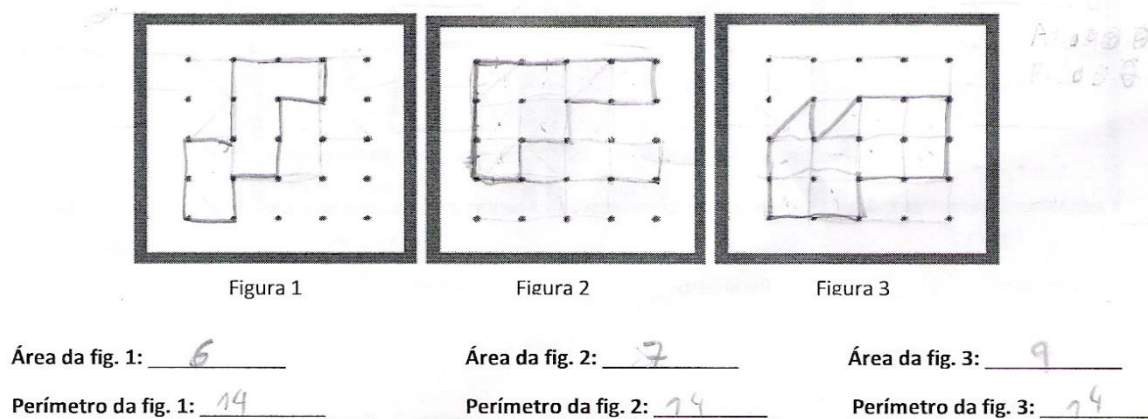 Figura 1 Figura 2 Figura 3
Área da fig. 1: 6 Área da fig. 2: 7 Área da fig. 3: 9
Perímetro da fig. 1: 14 Perímetro da fig. 2: 14 Perímetro da fig. 3: 14